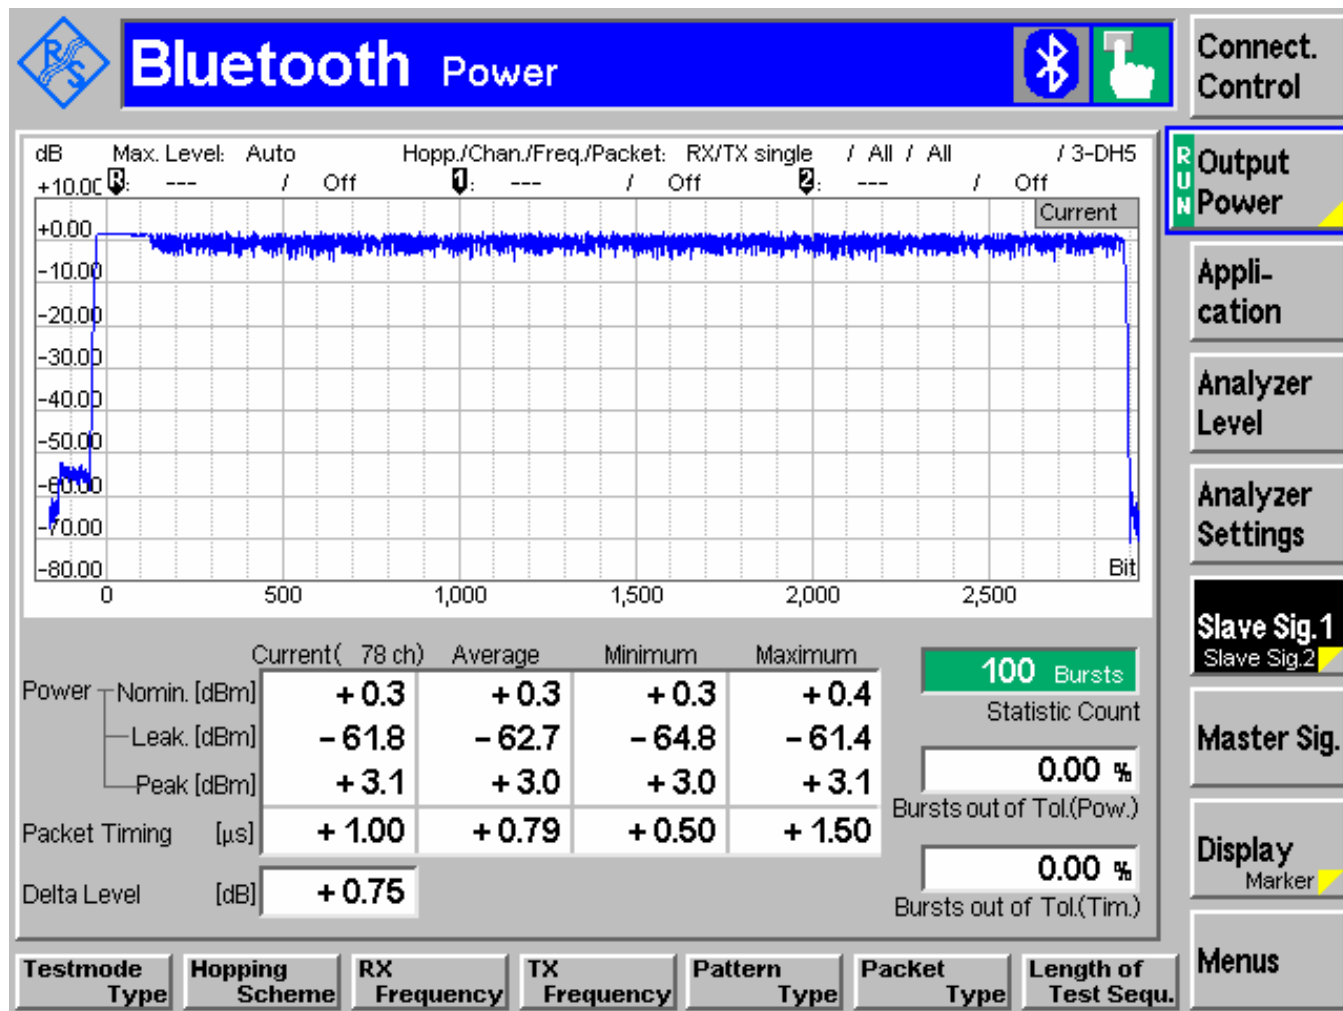 R S
Bluetooth Power
Connect. Control
dB Max. Level: Auto Hopp./Chan./Freq./Packet: RX/TX single / All / All / 3-DH5
+10.00 R: --- / Off 1: --- / Off 2: --- / Off
Current
+0.00
-10.00
-20.00
-30.00
-40.00
-50.00
-60.00
-70.00
-80.00
Bit
0 500 1,000 1,500 2,000 2,500
Current( 78 ch) Average Minimum Maximum
Power Nomin. [dBm] + 0.3 + 0.3 + 0.3 + 0.4
Leak. [dBm] - 61.8 - 62.7 - 64.8 - 61.4
Peak [dBm] + 3.1 + 3.0 + 3.0 + 3.1
Packet Timing [µs] + 1.00 + 0.79 + 0.50 + 1.50
Delta Level [dB] + 0.75
100 Bursts
Statistic Count
0.00 %
Bursts out of Tol.(Pow.)
0.00 %
Bursts out of Tol.(Tim.)
RUN
Output
Power
Appli-
cation
Analyzer
Level
Analyzer
Settings
Slave Sig.1
Slave Sig.2
Master Sig.
Display
Marker
Menus
Testmode Type
Hopping Scheme
RX Frequency
TX Frequency
Pattern Type
Packet Type
Length of Test Sequ.